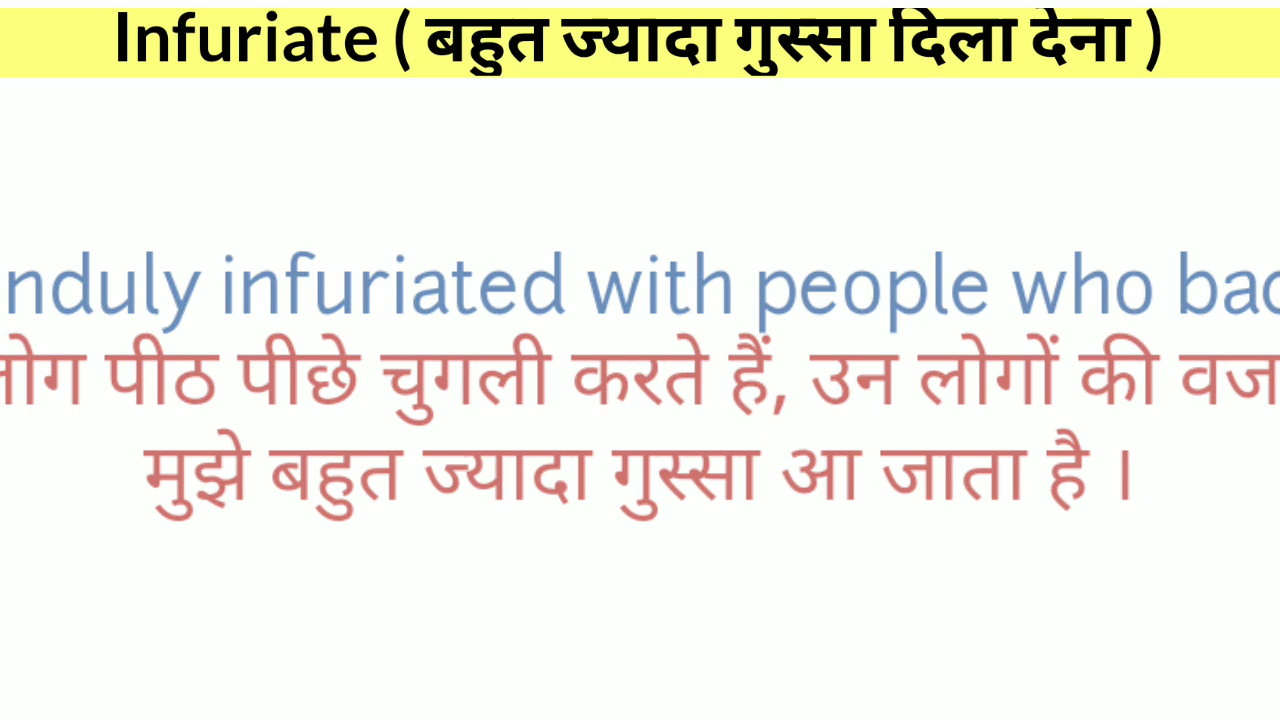 Infuriate ( बहुत ज्यादा गुस्सा दिला देना )
nduly infuriated with people who bac
लोग पीठ पीछे चुगली करते हैं, उन लोगों की वज
मुझे बहुत ज्यादा गुस्सा आ जाता है ।